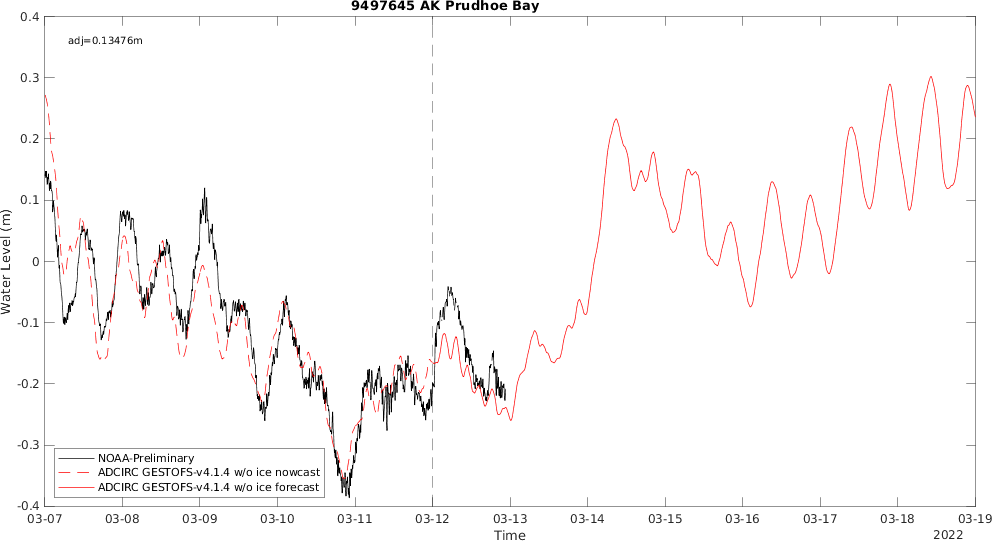 9497645 AK Prudhoe Bay
adj=0.13476m
0.4
0.3
0.2
0.1
0
-0.1
-0.2
-0.3
-0.4
Water Level (m)
NOAA-Preliminary
ADCIRC GESTOFS-v4.1.4 w/o ice nowcast
ADCIRC GESTOFS-v4.1.4 w/o ice forecast
03-07 03-08 03-09 03-10 03-11 03-12 03-13 03-14 03-15 03-16 03-17 03-18 03-19
Time
2022